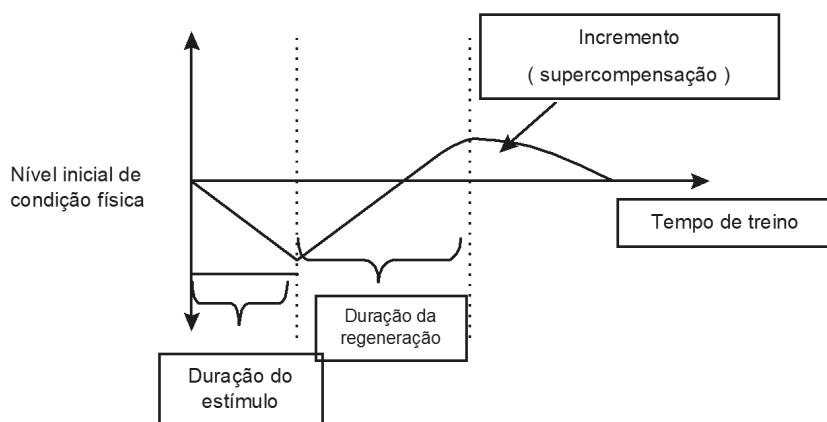 Incremento
( supercompensação )
Nível inicial de
condição física
Tempo de treino
Duração da
regeneração
Duração do
estímulo